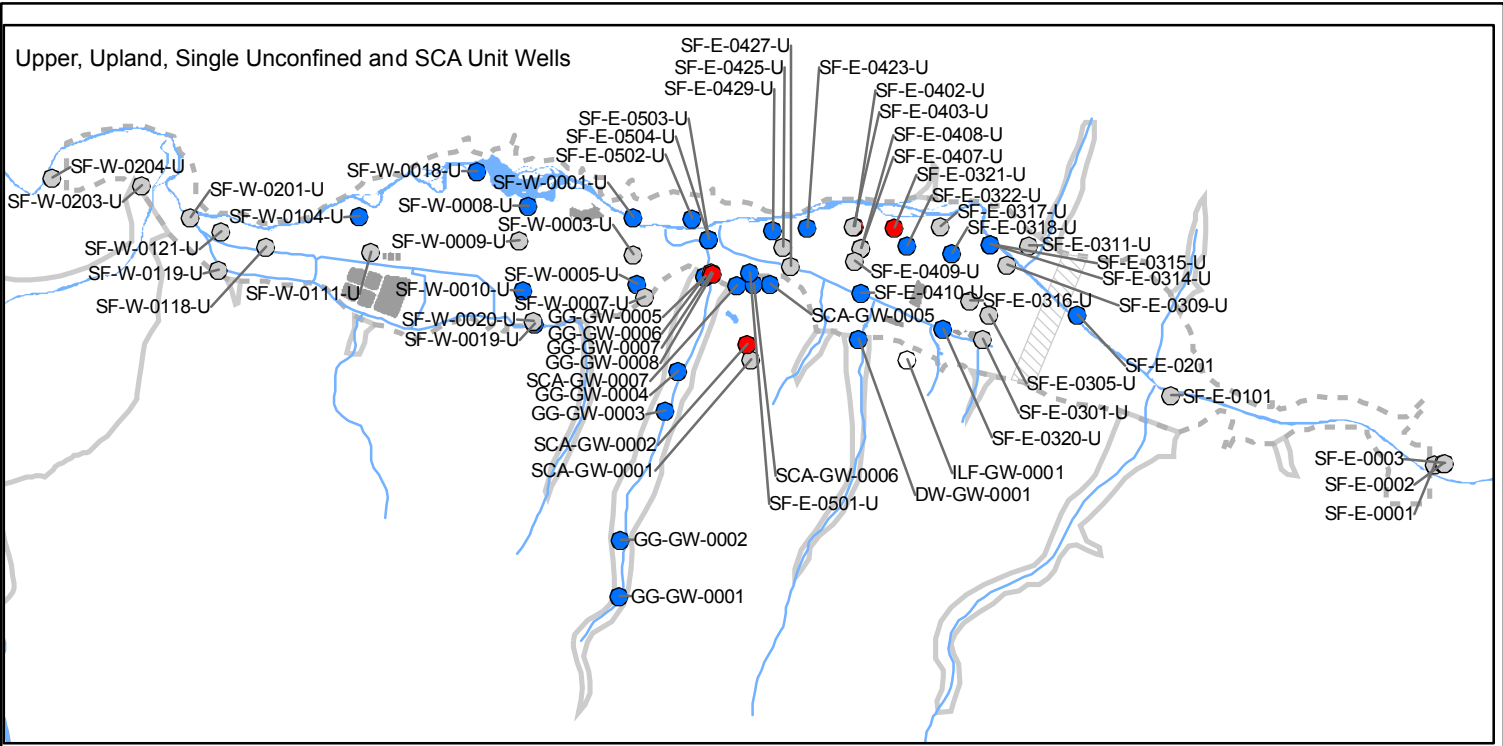 Upper, Upland, Single Unconfined and SCA Unit Wells
SF-E-0427-U
SF-E-0425-U
SF-E-0429-U
SF-E-0423-U
SF-E-0402-U
SF-E-0403-U
SF-E-0408-U
SF-E-0407-U
SF-E-0321-U
SF-E-0322-U
SF-E-0317-U
SF-E-0318-U
SF-E-0503-U
SF-E-0504-U
SF-E-0502-U
SF-W-0204-U
SF-W-0203-U
SF-W-0201-U
SF-W-0018-U
SF-W-0001-U
SF-W-0104-U
SF-W-0008-U
SF-W-0003-U
SF-W-0121-U
SF-W-0009-U
SF-W-0119-U
SF-W-0005-U
SF-W-0118-U
SF-W-0111-U
SF-W-0010-U
SF-W-0007-U
SF-W-0020-U
SF-W-0019-U
SF-E-0311-U
SF-E-0315-U
SF-E-0314-U
SF-E-0309-U
SF-E-0409-U
SF-E-0410-U
SF-E-0316-U
SCA-GW-0005
GG-GW-0005
GG-GW-0006
GG-GW-0007
GG-GW-0008
SCA-GW-0007
GG-GW-0004
GG-GW-0003
SCA-GW-0002
SCA-GW-0001
SF-E-0201
SF-E-0305-U
SF-E-0101
SF-E-0301-U
SF-E-0320-U
SCA-GW-0006
ILF-GW-0001
DW-GW-0001
SF-E-0501-U
SF-E-0003
SF-E-0002
SF-E-0001
GG-GW-0002
GG-GW-0001